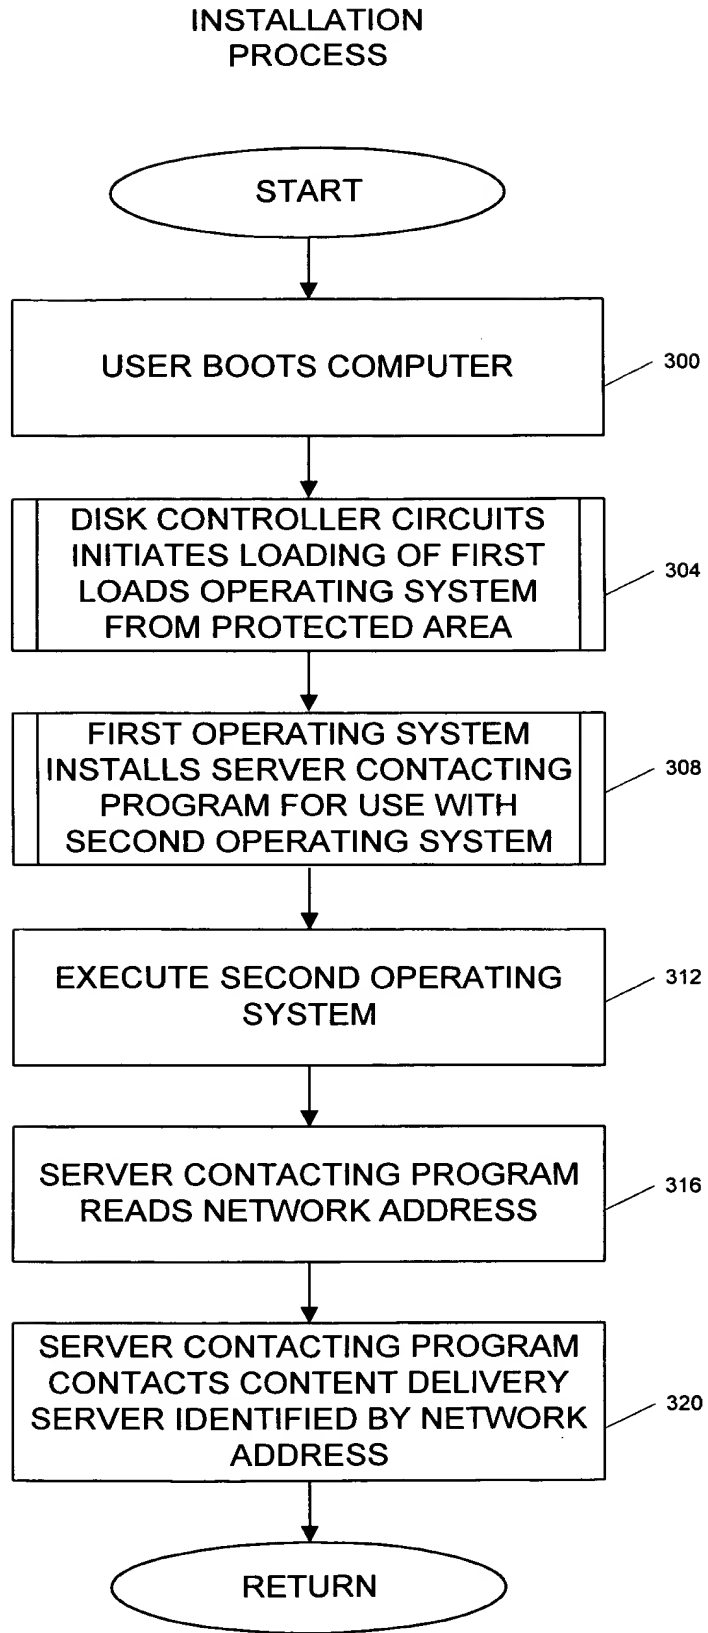 INSTALLATION
PROCESS
START
USER BOOTS COMPUTER
300
DISK CONTROLLER CIRCUITS
INITIATES LOADING OF FIRST
LOADS OPERATING SYSTEM
FROM PROTECTED AREA
304
FIRST OPERATING SYSTEM
INSTALLS SERVER CONTACTING
PROGRAM FOR USE WITH
SECOND OPERATING SYSTEM
308
EXECUTE SECOND OPERATING
SYSTEM
312
SERVER CONTACTING PROGRAM
READS NETWORK ADDRESS
316
SERVER CONTACTING PROGRAM
CONTACTS CONTENT DELIVERY
SERVER IDENTIFIED BY NETWORK
ADDRESS
320
RETURN